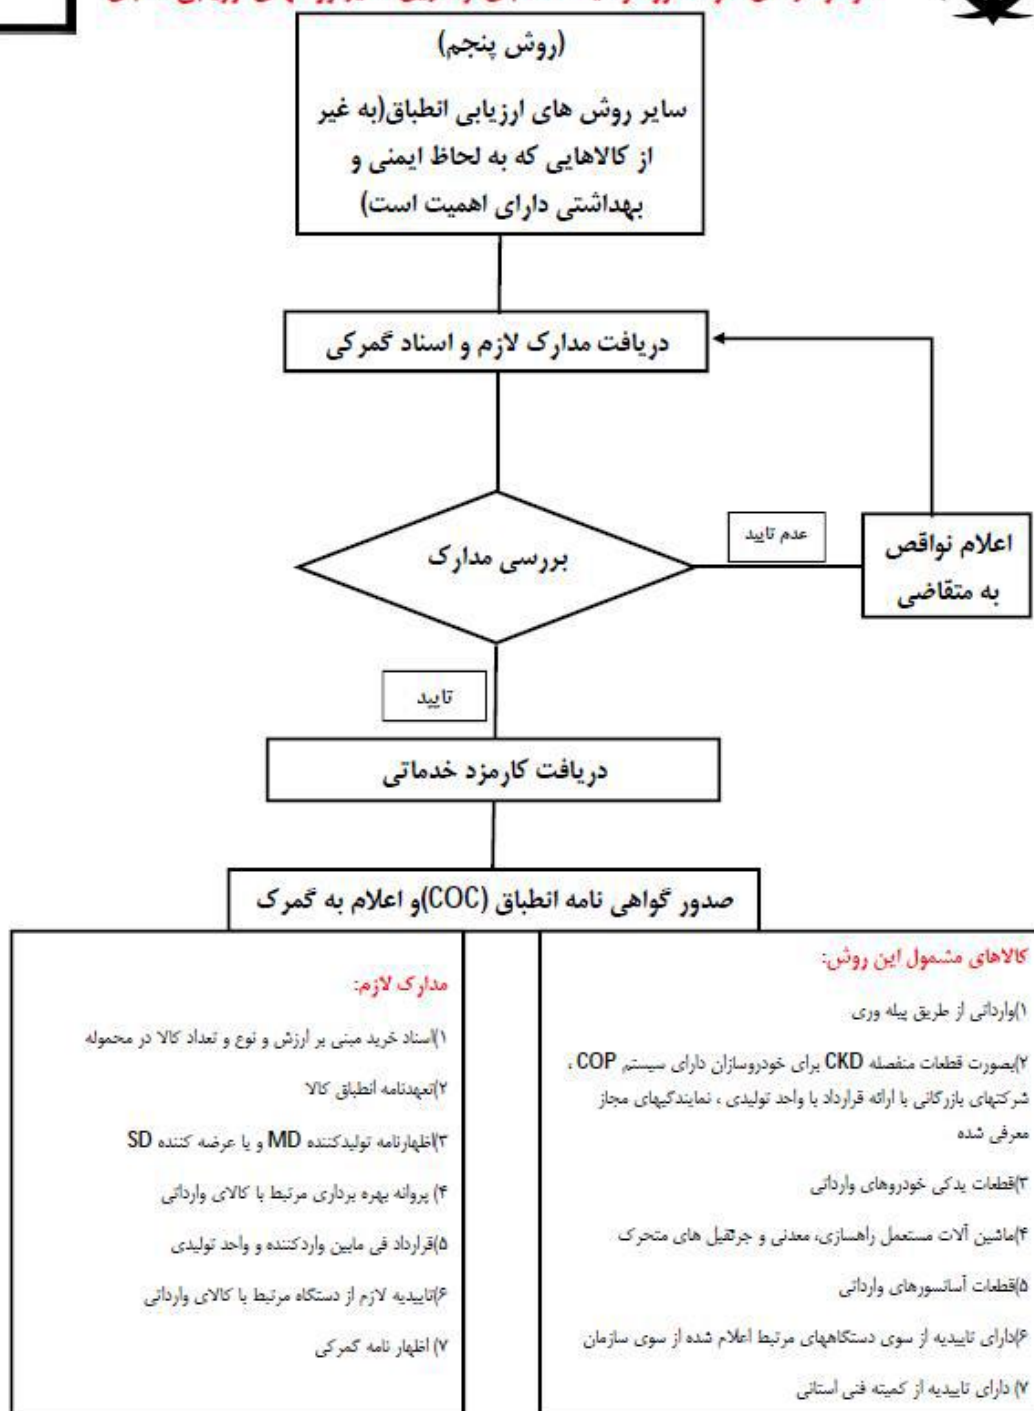 (روش پنجم)
سایر روش های ارزیابی انطباق(به غیر
از کالاهایی که به لحاظ ایمنی و
بهداشتی دارای اهمیت است)
دریافت مدارک لازم و اسناد گمرکی
بررسی مدارک
عدم تایید
اعلام نواقص
به متقاضی
تایید
دریافت کارمزد خدماتی
صدور گواهی نامه انطباق (COC)و اعلام به گمرک
کالاهای مشمول این روش:
۱)وارداتی از طریق پیله وری
۲)بصورت قطعات منفصله CKD برای خودروسازان دارای سیستم COP ،
شرکتهای بازرگانی با ارائه قرارداد با واحد تولیدی ، نمایندگیهای مجاز
معرفی شده
۳)قطعات یدکی خودروهای وارداتی
۴)ماشین آلات مستعمل راهسازی، معدنی و جرثقیل های متحرک
۵)قطعات آسانسورهای وارداتی
۶)دارای تاییدیه از سوی دستگاههای مرتبط اعلام شده از سوی سازمان
۷) دارای تاییدیه از کمیته فنی استانی
مدارک لازم:
۱)اسناد خرید مبنی بر ارزش و نوع و تعداد کالا در محموله
۲)تعهدنامه انطباق کالا
۳)اظهارنامه تولیدکننده MD و یا عرضه کننده SD
۴) پروانه بهره برداری مرتبط با کالای وارداتی
۵)قرارداد فی مابین واردکننده و واحد تولیدی
۶)تاییدیه لازم از دستگاه مرتبط با کالای وارداتی
۷) اظهار نامه گمرکی